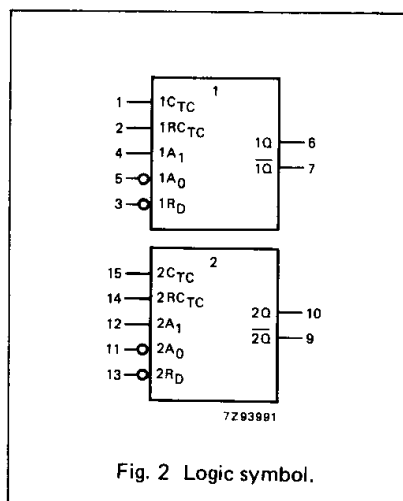 1
1 1C_TC
2 1RC_TC
4 1A_1
5 1A_0
3 1R_D
1Q 6
1Q̅ 7
2
15 2C_TC
14 2RC_TC
12 2A_1
11 2A_0
13 2R_D
2Q 10
2Q̅ 9
7Z93991
Fig. 2 Logic symbol.